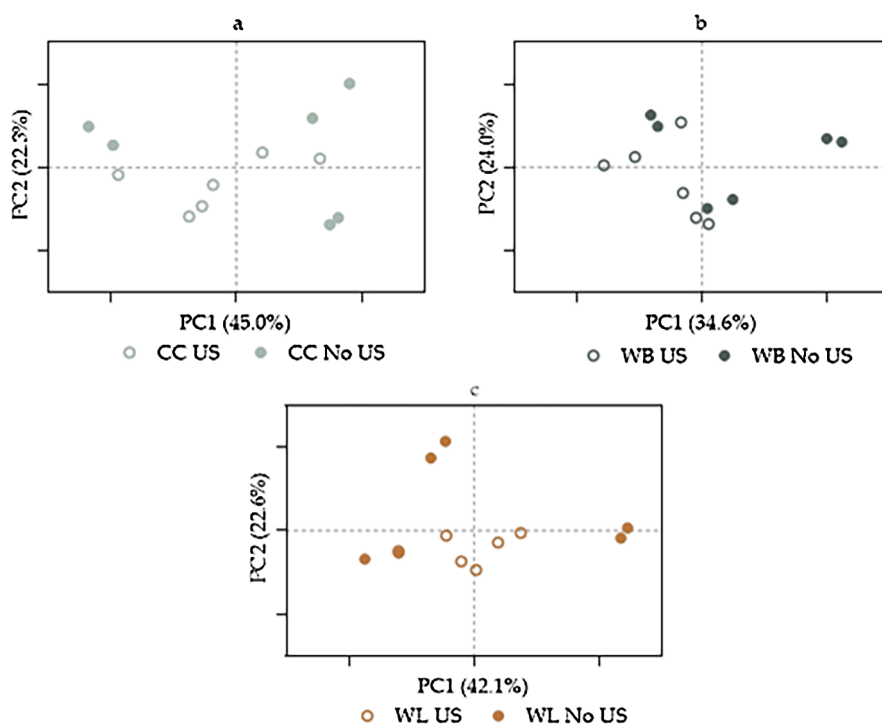 a
PC2 (22.3%)
PC1 (45.0%)
CC US CC No US
b
PC2 (24.0%)
PC1 (34.6%)
WB US WB No US
c
PC2 (22.6%)
PC1 (42.1%)
WL US WL No US